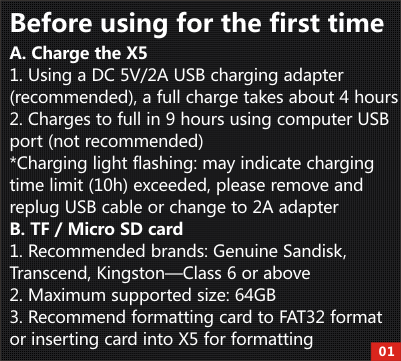 Before using for the first time
A. Charge the X5
1. Using a DC 5V/2A USB charging adapter
(recommended), a full charge takes about 4 hours
2. Charges to full in 9 hours using computer USB
port (not recommended)
*Charging light flashing: may indicate charging
time limit (10h) exceeded, please remove and
replug USB cable or change to 2A adapter
B. TF / Micro SD card
1. Recommended brands: Genuine Sandisk,
Transcend, Kingston—Class 6 or above
2. Maximum supported size: 64GB
3. Recommend formatting card to FAT32 format
or inserting card into X5 for formatting
01